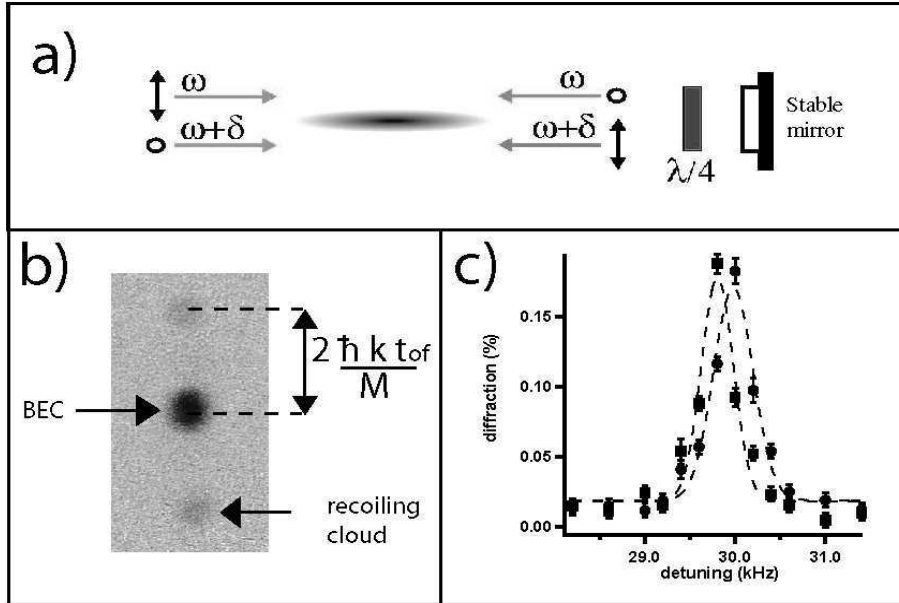 a)
ω
ω+δ
ω
ω+δ
λ/4
Stable
mirror
b)
BEC
2 ħ k tof
M
recoiling
cloud
c)
diffraction (%)
0.15
0.10
0.05
0.00
29.0
30.0
31.0
detuning (kHz)